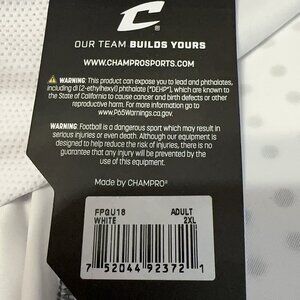 C
®
OUR TEAM BUILDS YOURS
WWW.CHAMPROSPORTS.COM
WARNING: This product can expose you to lead and phthalates,
including di (2-ethylhexyl) phthalate ("DEHP"), which are known to
the State of California to cause cancer and birth defects or other
reproductive harm. For more information go to
www.P65Warnings.ca.gov.
WARNING: Football is a dangerous sport which may result in
serious injuries or even death. Although our equipment is
designed to help reduce the risk of injuries, there is no
guarantee that any injury will be prevented by the
use of this equipment.
Made by CHAMPRO®
FPGU18 ADULT
WHITE 2XL
7 52044 92372 1